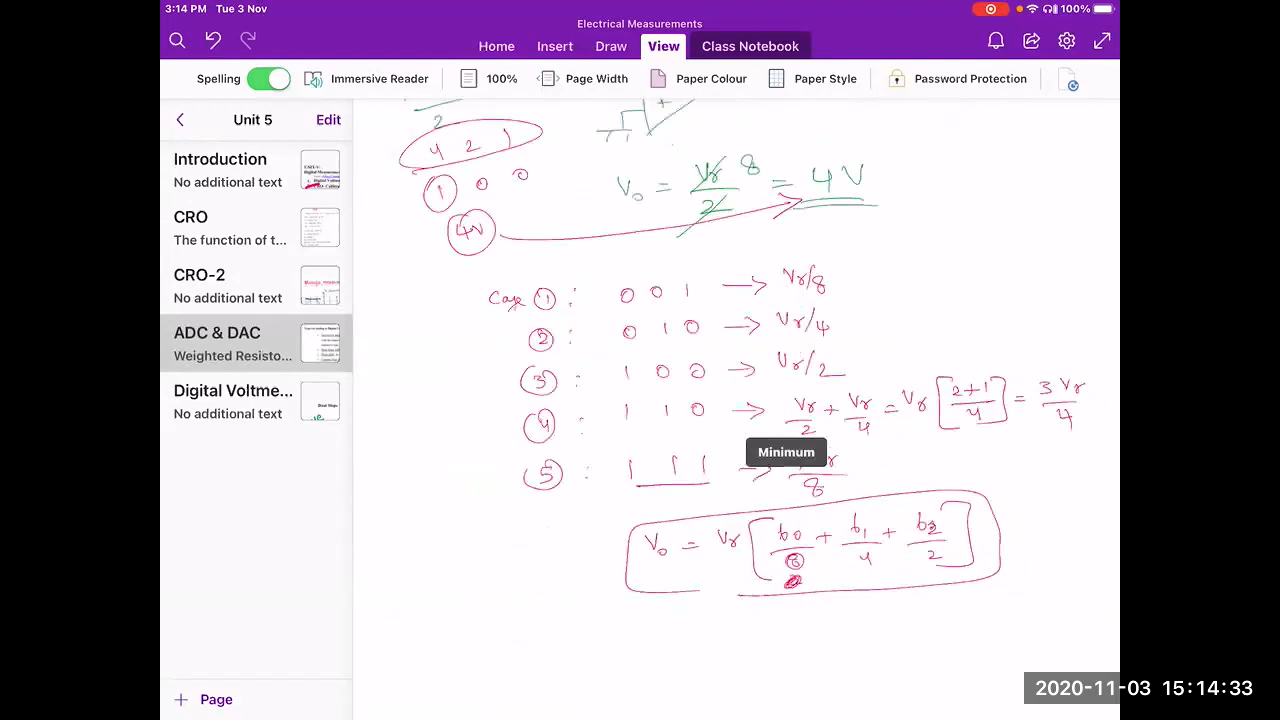 3:14 PM Tue 3 Nov
100%
Electrical Measurements
Home Insert Draw View Class Notebook
Spelling Immersive Reader 100% Page Width Paper Colour Paper Style Password Protection
Unit 5 Edit
Introduction
No additional text
CRO
The function of t...
CRO-2
No additional text
ADC & DAC
Weighted Resisto...
Digital Voltme...
No additional text
+ Page
2
4 2 1
1 0 0
Vo = Vr/2 8 = 4V
4V
Case ① : 0 0 1 → Vr/8
② : 0 1 0 → Vr/4
③ : 1 0 0 → Vr/2
④ : 1 1 0 → Vr/2 + Vr/4 = Vr [2+1/4] = 3Vr/4
Minimum
⑤ : 1 1 1 → r/8
Vo = Vr [b0/8 + b1/4 + b2/2]
2020-11-03 15:14:33